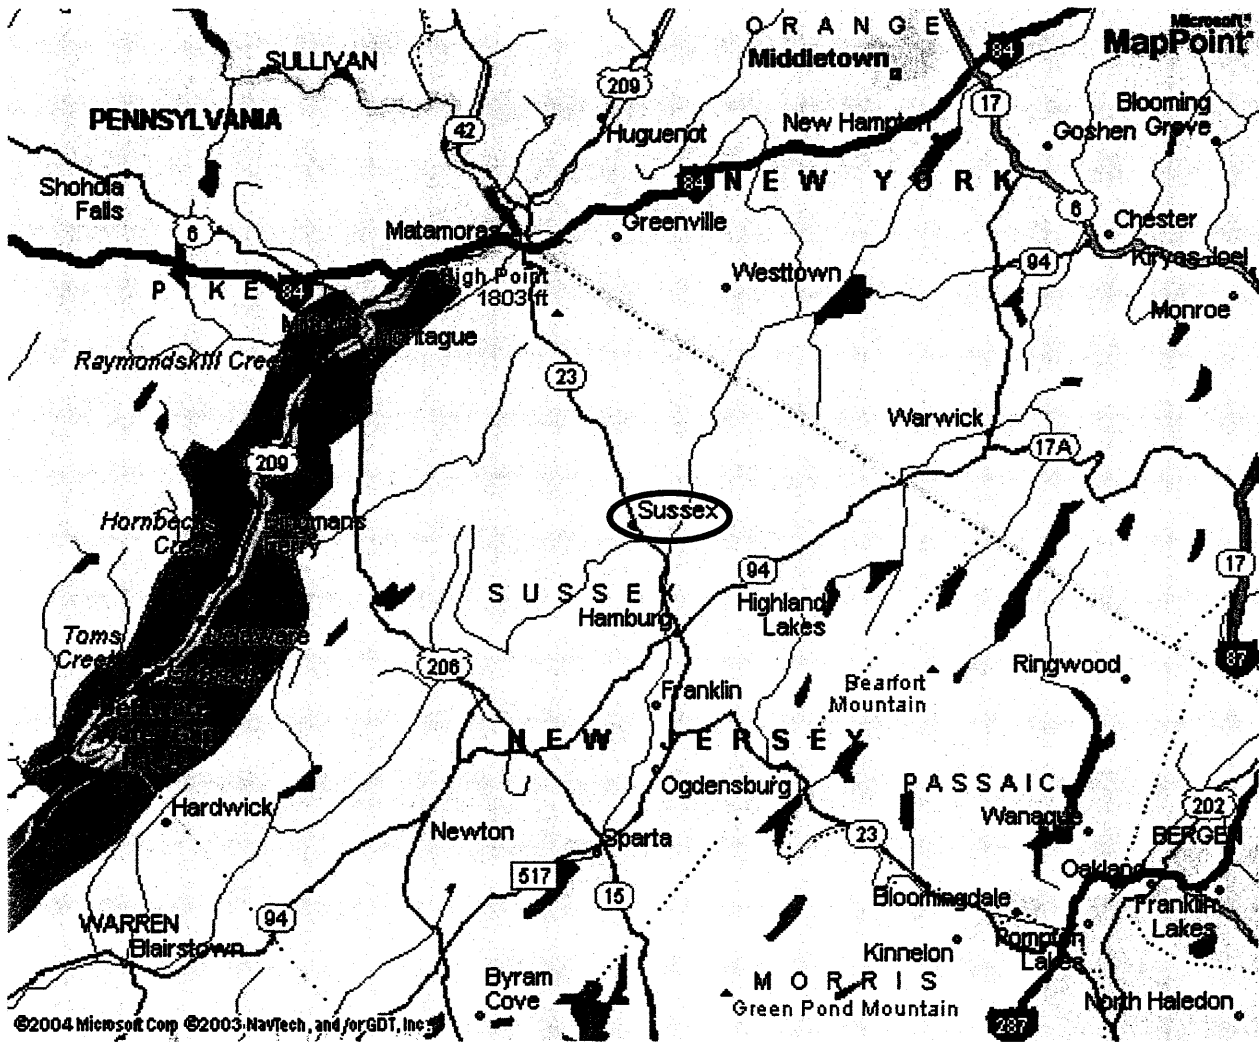 ORANGE
Microsoft®
MapPoint®
Middletown
84
SULLIVAN
209
17
Blooming
Grove
PENNSYLVANIA
42
Huguenot
New Hampton
Goshen
Shohola
Falls
84
NEW YORK
6
Chester
6
Matamoras
Greenville
Kiryas Joel
94
High Point
1803 ft
Westtown
PIKE
84
Monroe
Montague
Raymondskill Creek
23
Warwick
17A
209
Sussex
Hornbecks
Creek
94
17
SUSSEX
Highland
Lakes
Hamburg
Toms
Creek
Delaware
206
87
Ringwood
Franklin
Bearfort
Mountain
NEW JERSEY
Ogdensburg
PASSAIC
Hardwick
Wanaque
202
Newton
Sparta
23
BERGEN
517
Oakland
15
Bloomingdale
Franklin
Lakes
WARREN
94
Blairstown
Kinnelon
Pompton
Lakes
Byram
Cove
MORRIS
Green Pond Mountain
North Haledon
287
©2004 Microsoft Corp ©2003 NavTech, and/or GDT, Inc.